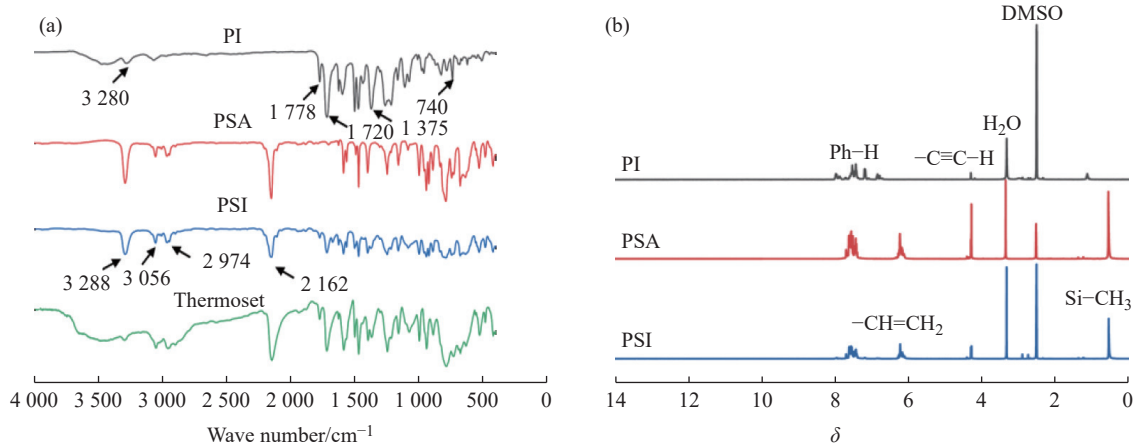 (a)
PI
3 280
1 778
1 720
1 375
740
PSA
PSI
3 288
3 056
2 974
2 162
Thermoset
4 000 3 500 3 000 2 500 2 000 1 500 1 000 500 0
Wave number/cm⁻¹
(b)
DMSO
H₂O
−C≡C−H
Ph−H
PI
PSA
Si−CH₃
−CH=CH₂
PSI
14 12 10 8 6 4 2 0
δ